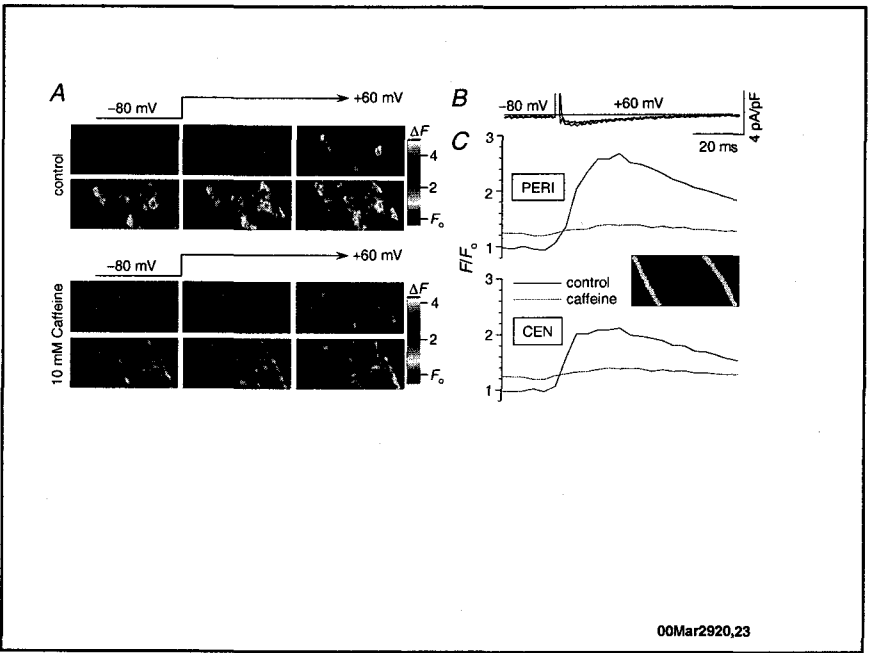 A
−80 mV
+60 mV
control
ΔF
4
2
F₀
−80 mV
+60 mV
10 mM Caffeine
ΔF
4
2
F₀
B
−80 mV
+60 mV
4 pA/pF
20 ms
C
3
2
1
PERI
F/F₀
control
caffeine
3
2
1
CEN
00Mar2920,23